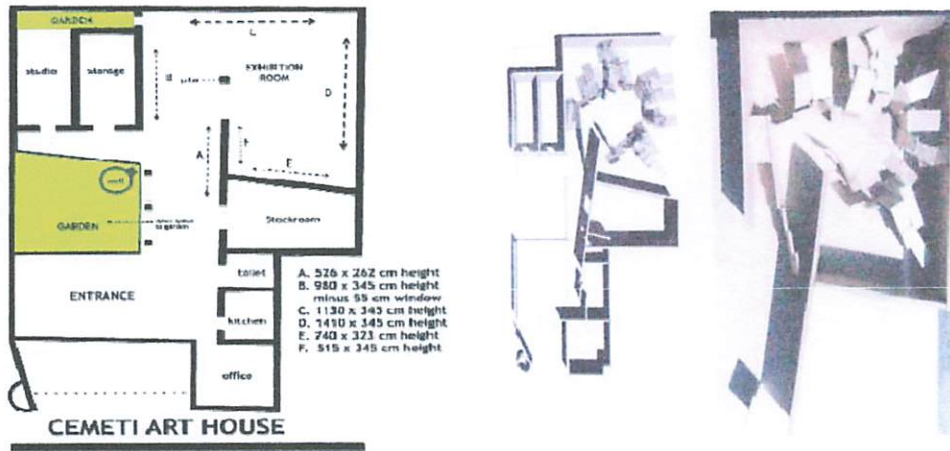 GARDEN
C
studio
storage
B
EXHIBITION
ROOM
D
A
F
E
well
GARDEN
Stockroom
toilet
ENTRANCE
kitchen
office
A. 526 x 262 cm height
B. 980 x 345 cm height
minus 55 cm window
C. 1130 x 345 cm height
D. 1410 x 345 cm height
E. 740 x 323 cm height
F. 515 x 345 cm height
CEMETI ART HOUSE